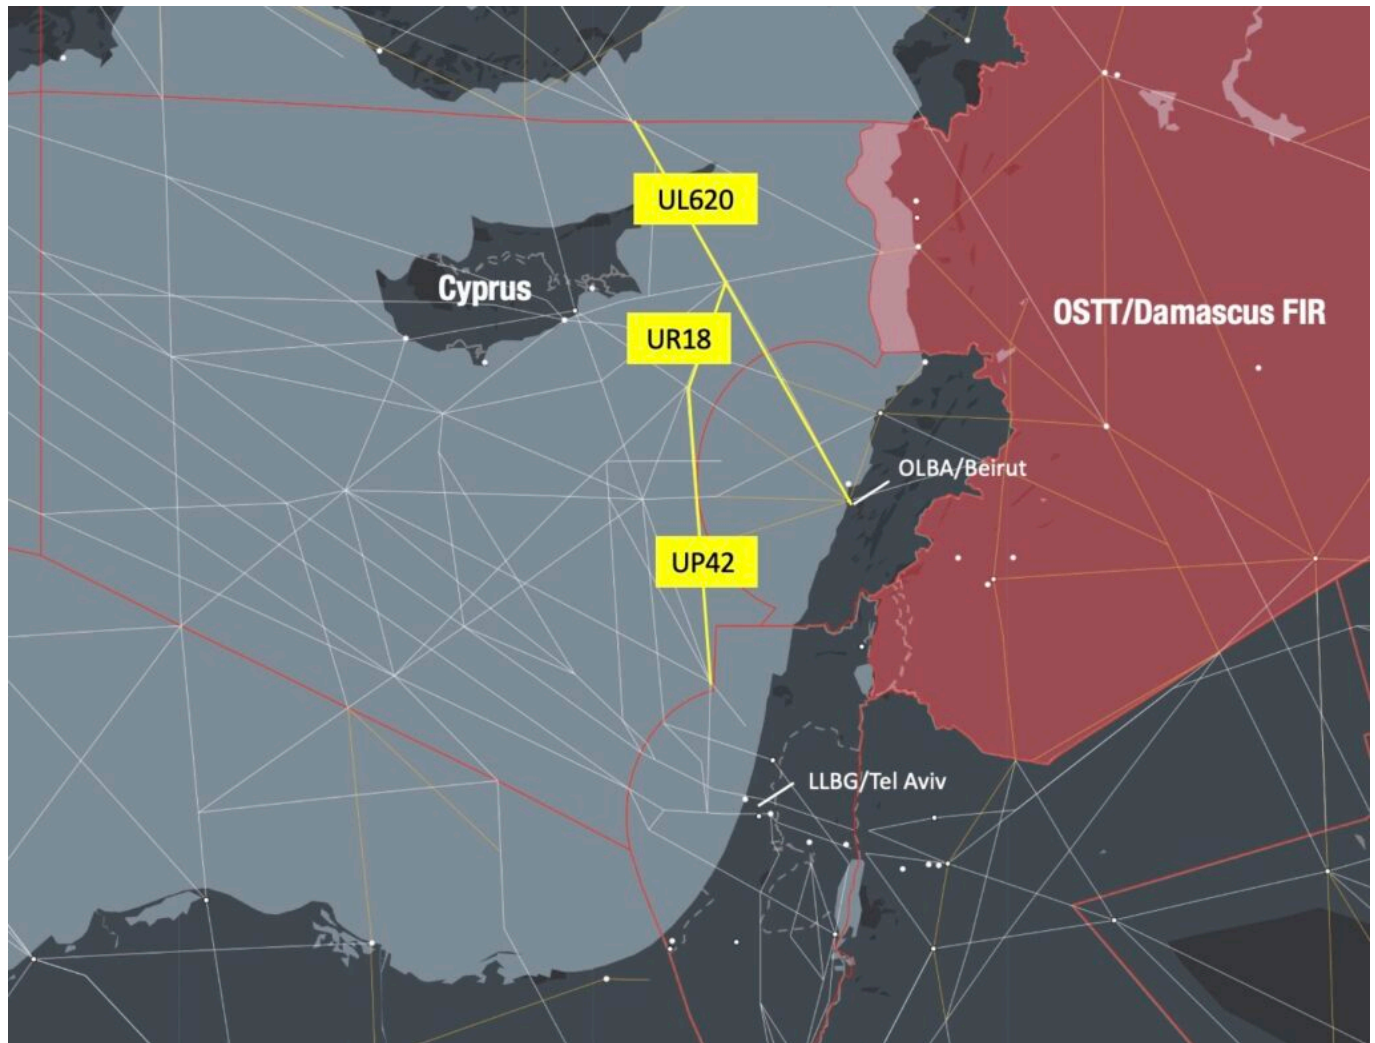 UL620
Cyprus
OSTT/Damascus FIR
UR18
OLBA/Beirut
UP42
LLBG/Tel Aviv